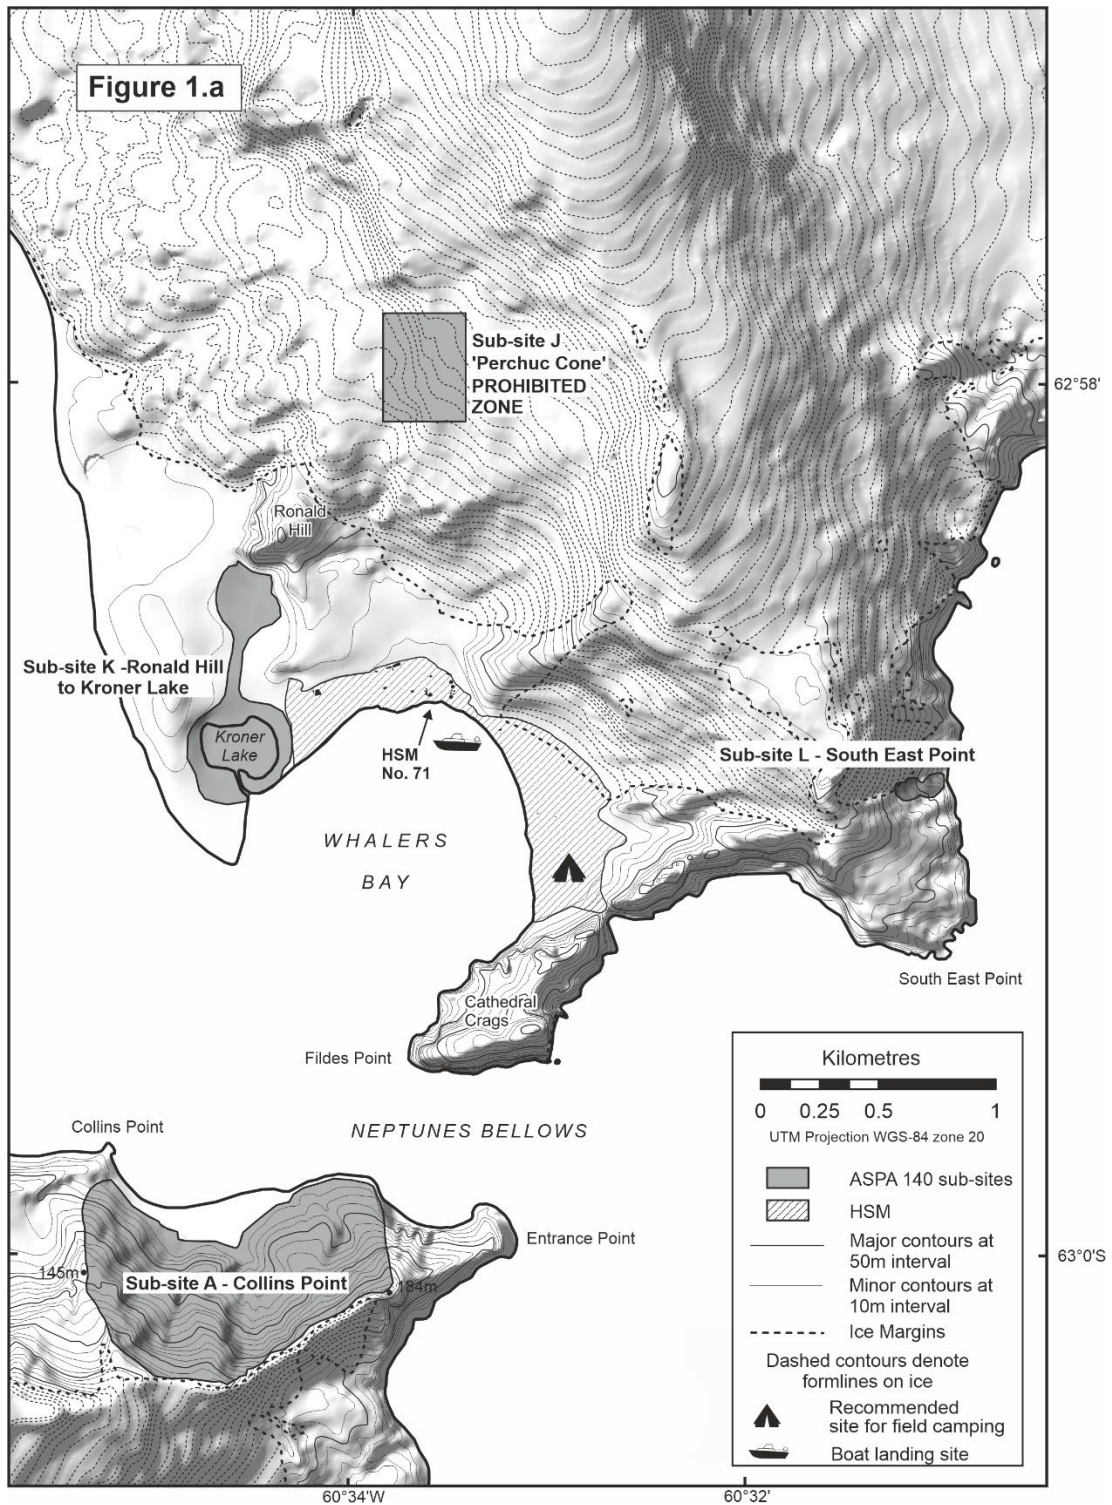 Figure 1.a
Sub-site J
'Perchuc Cone'
PROHIBITED
ZONE
62°58'
Ronald
Hill
Sub-site K -Ronald Hill
to Kroner Lake
Kroner
Lake
HSM
No. 71
Sub-site L - South East Point
WHALERS
BAY
South East Point
Cathedral
Crags
Fildes Point
Collins Point
NEPTUNES BELLOWS
Entrance Point
145m
Sub-site A - Collins Point
184m
Kilometres
0 0.25 0.5 1
UTM Projection WGS-84 zone 20
ASPA 140 sub-sites
HSM
Major contours at
50m interval
Minor contours at
10m interval
Ice Margins
Dashed contours denote
formlines on ice
Recommended
site for field camping
Boat landing site
63°0'S
60°34'W
60°32'